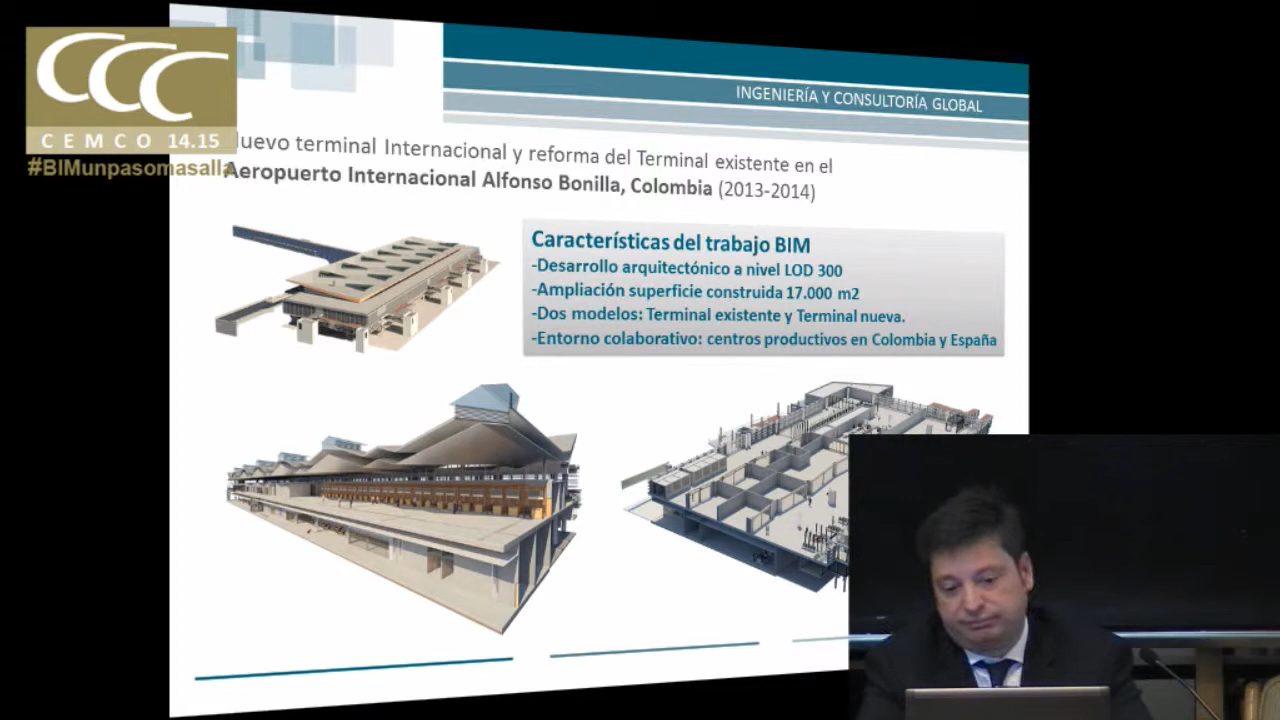 CCC
CEMCO 14.15
#BIMunpasomasalla
INGENIERÍA Y CONSULTORÍA GLOBAL
Nuevo terminal Internacional y reforma del Terminal existente en el
Aeropuerto Internacional Alfonso Bonilla, Colombia (2013-2014)
Características del trabajo BIM
-Desarrollo arquitectónico a nivel LOD 300
-Ampliación superficie construida 17.000 m2
-Dos modelos: Terminal existente y Terminal nueva.
-Entorno colaborativo: centros productivos en Colombia y España